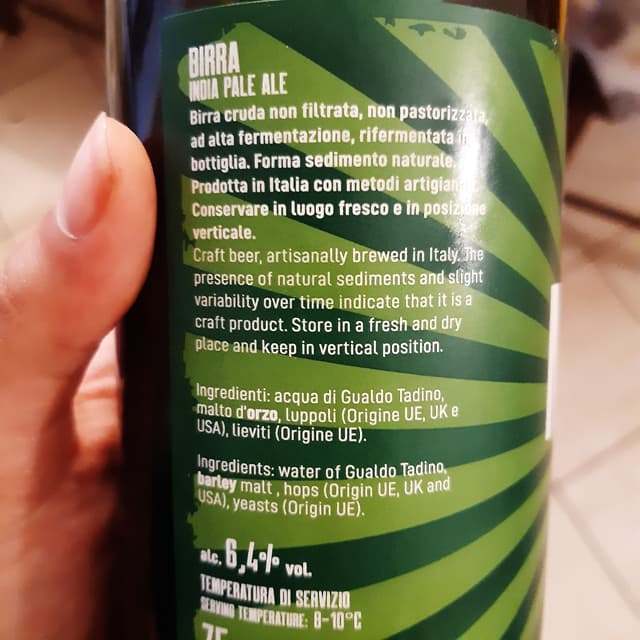 BIRRA
INDIA PALE ALE
Birra cruda non filtrata, non pastorizzata,
ad alta fermentazione, rifermentata in
bottiglia. Forma sedimento naturale.
Prodotta in Italia con metodi
Conservare in luogo fresco e in posizione
verticale.
Craft beer, artisanally brewed in Italy. The
presence of natural sediments and slight
variability over time indicate that it is a
craft product. Store in a fresh and dry
place and keep in vertical position.
Ingredienti: acqua di Gualdo Tadino,
malto d'orzo, luppoli (Origine UE, UK e
USA), lieviti (Origine UE).
Ingredients: water of Gualdo Tadino,
barley malt , hops (Origin UE, UK and
USA), yeasts (Origin UE).
alc. 6,4% vol.
TEMPERATURA DI SERVIZIO
SERVING TEMPERATURE: 8-10°C